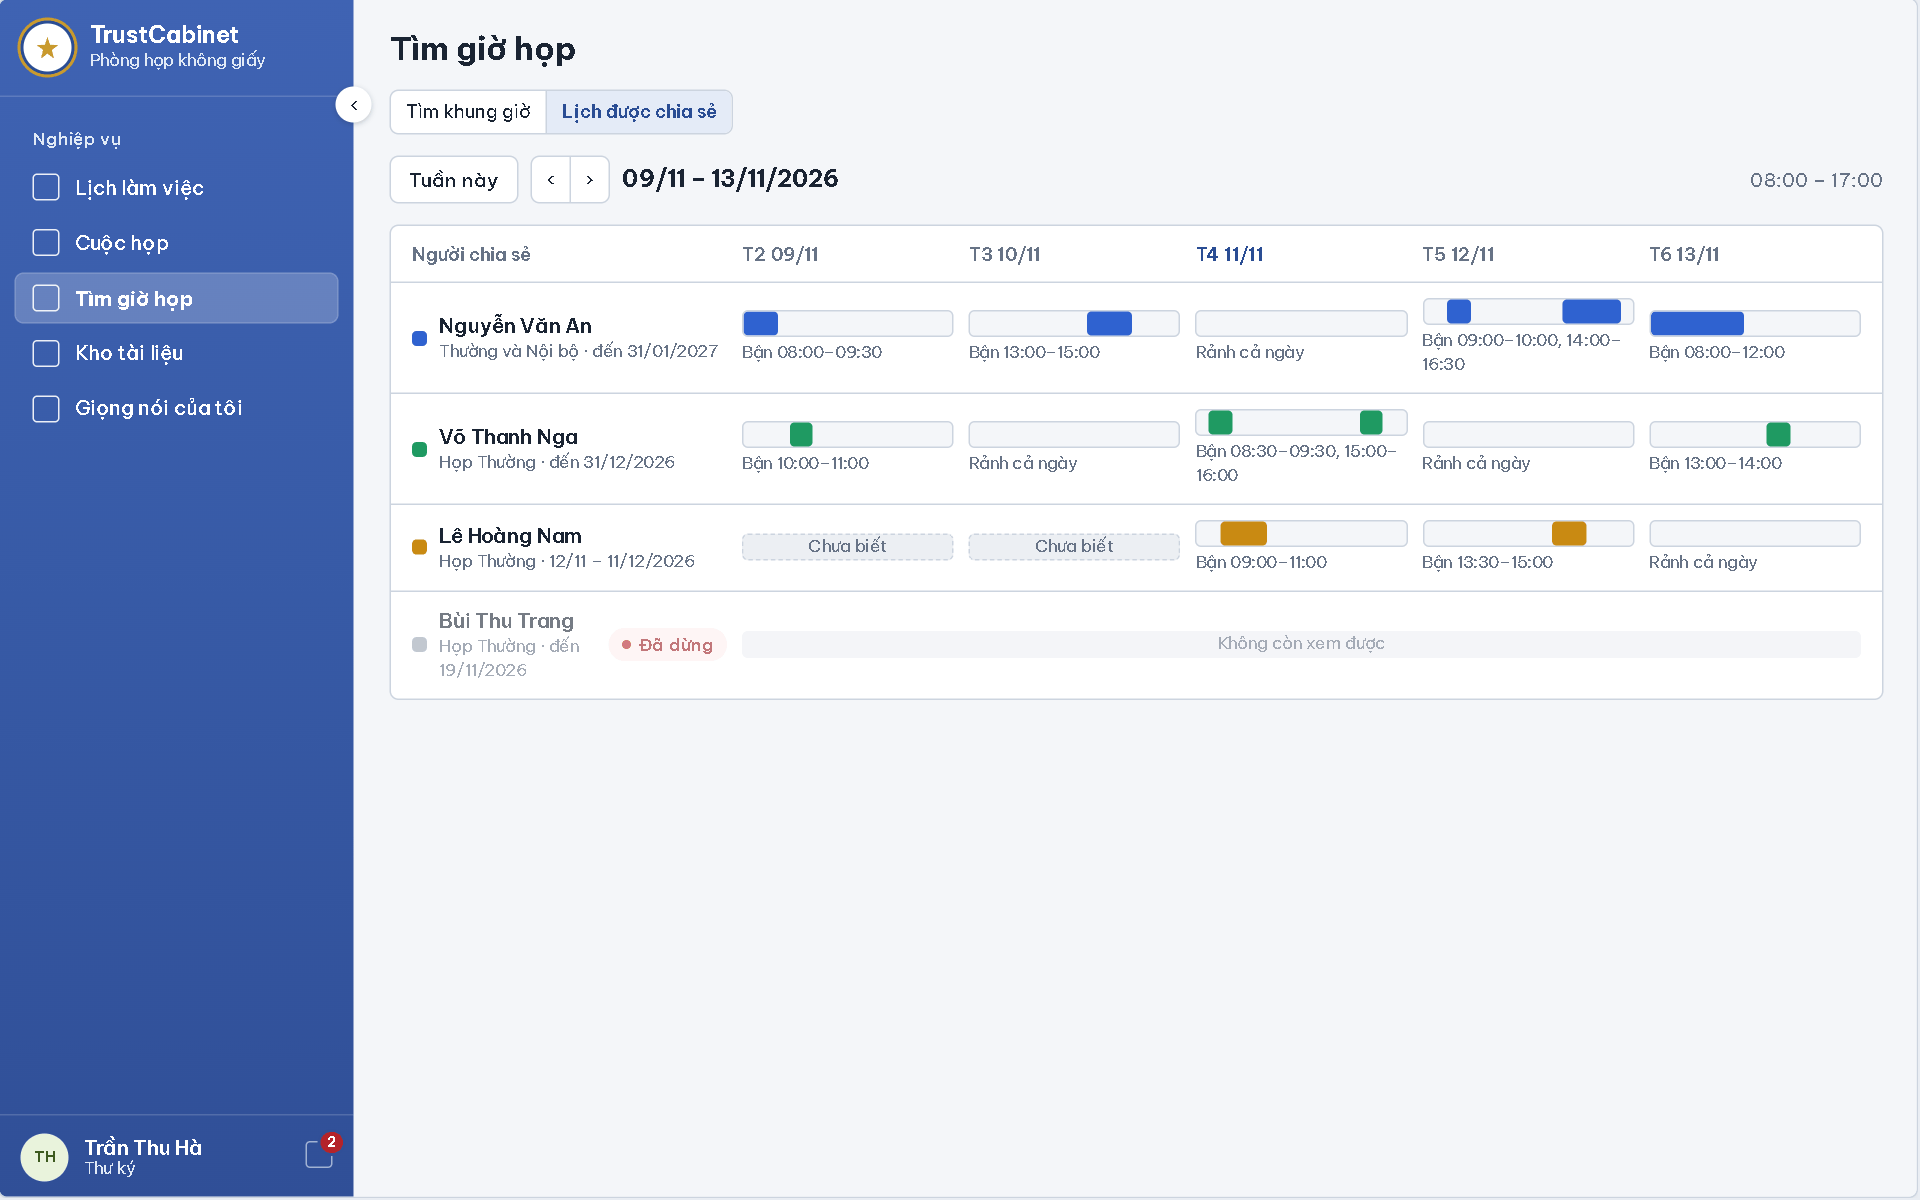 TrustCabinet
Phòng họp không giấy
Nghiệp vụ
Lịch làm việc
Cuộc họp
Tìm giờ họp
Kho tài liệu
Giọng nói của tôi
TH
Trần Thu Hà
Thư ký
2
Tìm giờ họp
Tìm khung giờ
Lịch được chia sẻ
Tuần này
09/11 – 13/11/2026
08:00 – 17:00
Người chia sẻ
T2 09/11
T3 10/11
T4 11/11
T5 12/11
T6 13/11
Nguyễn Văn An
Thường và Nội bộ · đến 31/01/2027
Bận 08:00–09:30
Bận 13:00–15:00
Rảnh cả ngày
Bận 09:00–10:00, 14:00–
16:30
Bận 08:00–12:00
Võ Thanh Nga
Họp Thường · đến 31/12/2026
Bận 10:00–11:00
Rảnh cả ngày
Bận 08:30–09:30, 15:00–
16:00
Rảnh cả ngày
Bận 13:00–14:00
Lê Hoàng Nam
Họp Thường · 12/11 – 11/12/2026
Chưa biết
Chưa biết
Bận 09:00–11:00
Bận 13:30–15:00
Rảnh cả ngày
Bùi Thu Trang
Họp Thường · đến
19/11/2026
Đã dừng
Không còn xem được